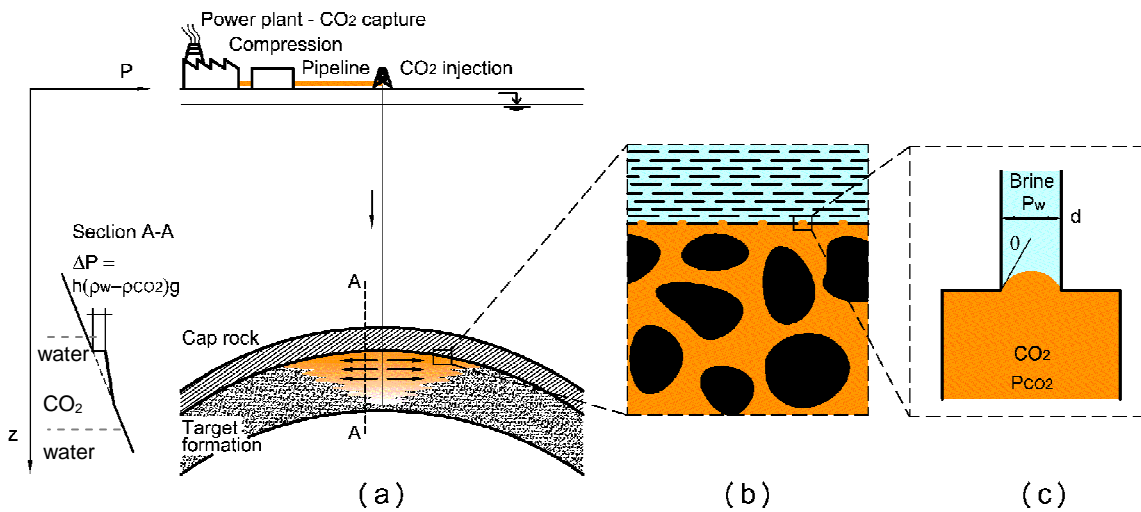 Power plant - CO2 capture
Compression
Pipeline
CO2 injection
P
Section A-A
ΔP =
h(ρw–ρCO2)g
water
CO2
water
z
A
Cap rock
A
Target
formation
(a)
(b)
Brine
Pw
d
θ
CO2
PCO2
(c)